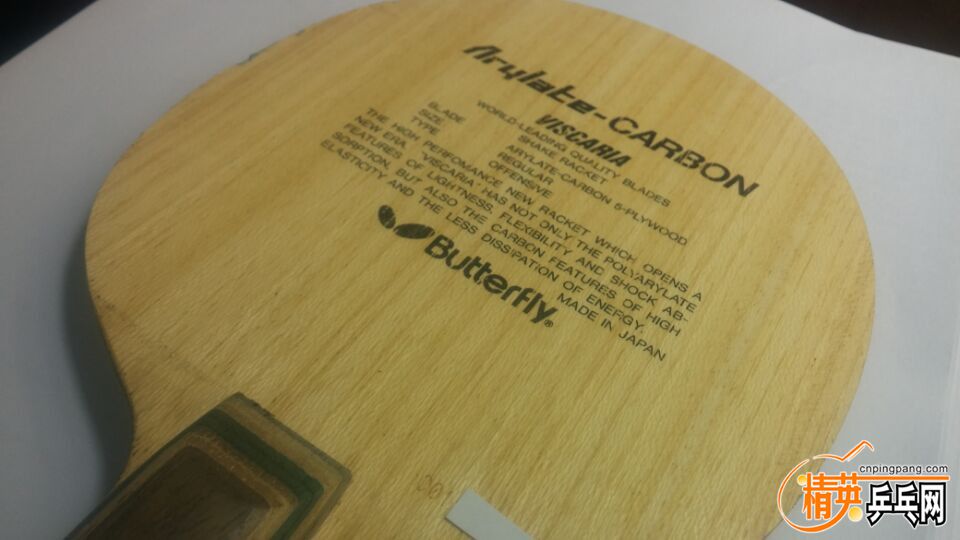 Arylate-CARBON
WORLD-LEADING QUALITY BLADES
VISCARIA
SHAKE RACKET
BLADE ARYLATE-CARBON 5-PLYWOOD
SIZE REGULAR
TYPE OFFENSIVE
THE HIGH PERFOMANCE NEW RACKET WHICH OPENS A
NEW ERA. 'VISCARIA' HAS NOT ONLY THE POLYARYLATE
FEATURES OF LIGHTNESS, FLEXIBILITY AND SHOCK AB-
SORPTION, BUT ALSO THE CARBON FEATURES OF HIGH
ELASTICITY AND THE LESS DISSIPATION OF ENERGY.
MADE IN JAPAN
Butterfly®
cnpingpang.com
精英乒乓网